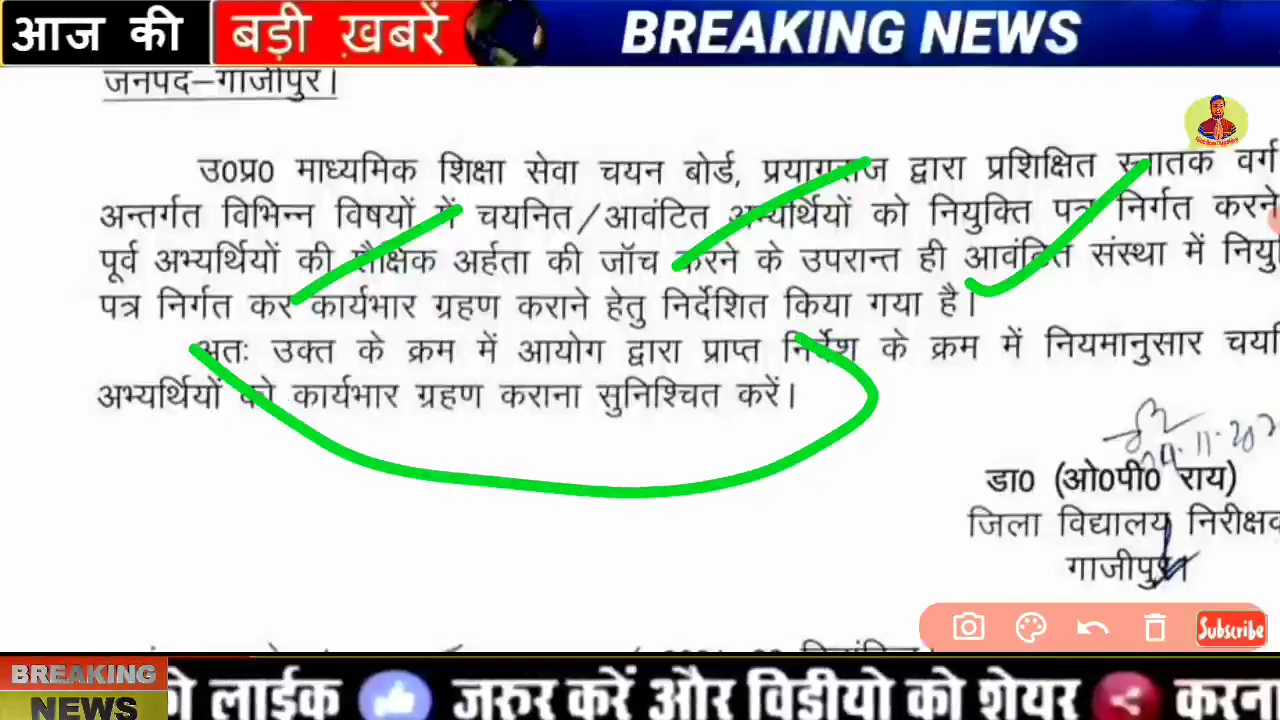 आज की बड़ी ख़बरें BREAKING NEWS
जनपद–गाजीपुर।
उ0प्र0 माध्यमिक शिक्षा सेवा चयन बोर्ड, प्रयागराज द्वारा प्रशिक्षित स्नातक वर्ग
अन्तर्गत विभिन्न विषयों में चयनित/आवंटित अभ्यर्थियों को नियुक्ति पत्र निर्गत करने
पूर्व अभ्यर्थियों की शैक्षिक अर्हता की जॉच करने के उपरान्त ही आवंटित संस्था में
पत्र निर्गत कर कार्यभार ग्रहण कराने हेतु निर्देशित किया गया है।
अतः उक्त के क्रम में आयोग द्वारा प्राप्त निर्देश के क्रम में नियमानुसार
अभ्यर्थियों को कार्यभार ग्रहण कराना सुनिश्चित करें।
डा0 (ओ0पी0 राय)
जिला विद्यालय निरीक्षक
गाजीपुर।
Subscribe
BREAKING
NEWS
को लाईक जरुर करें और विडीयो को शेयर करना